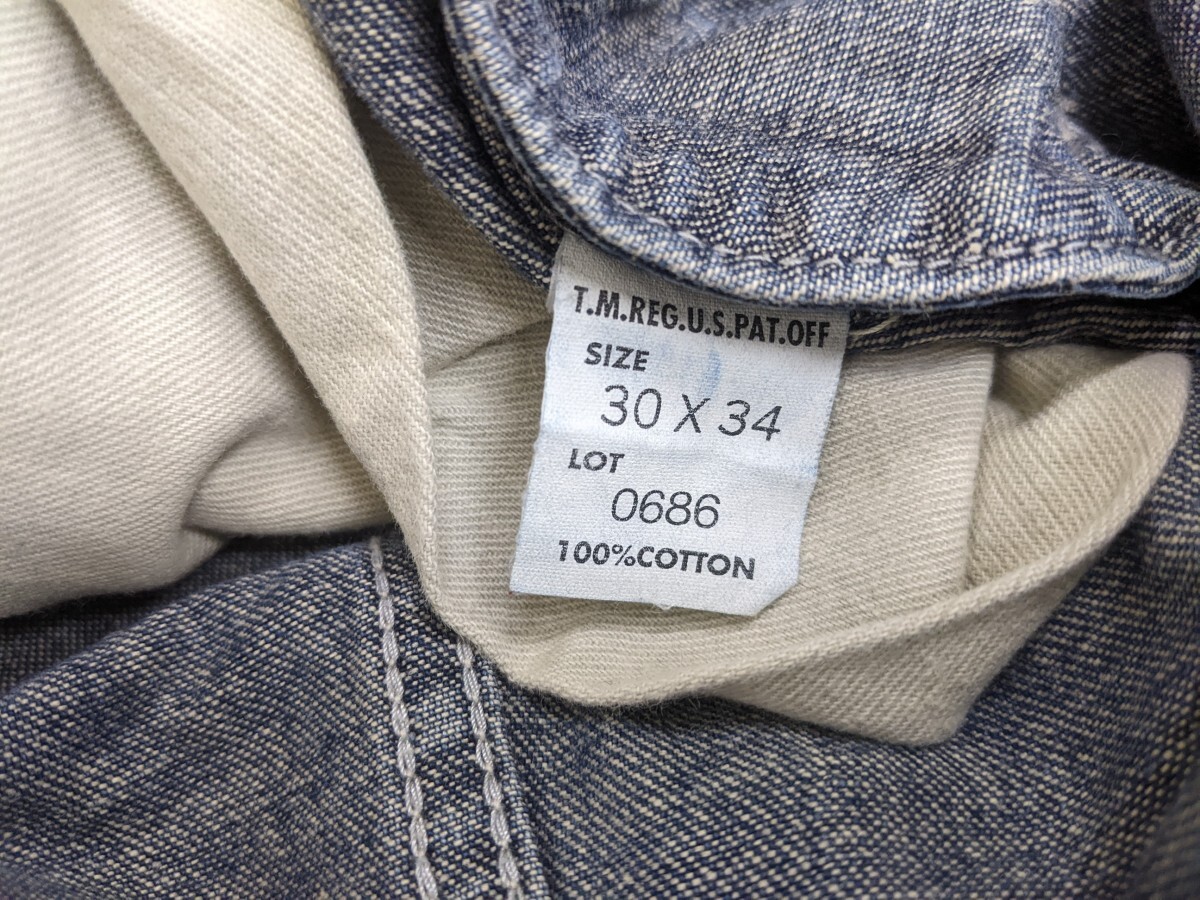 T.M.REG.U.S.PAT.OFF
SIZE
30 X 34
LOT
0686
100%COTTON